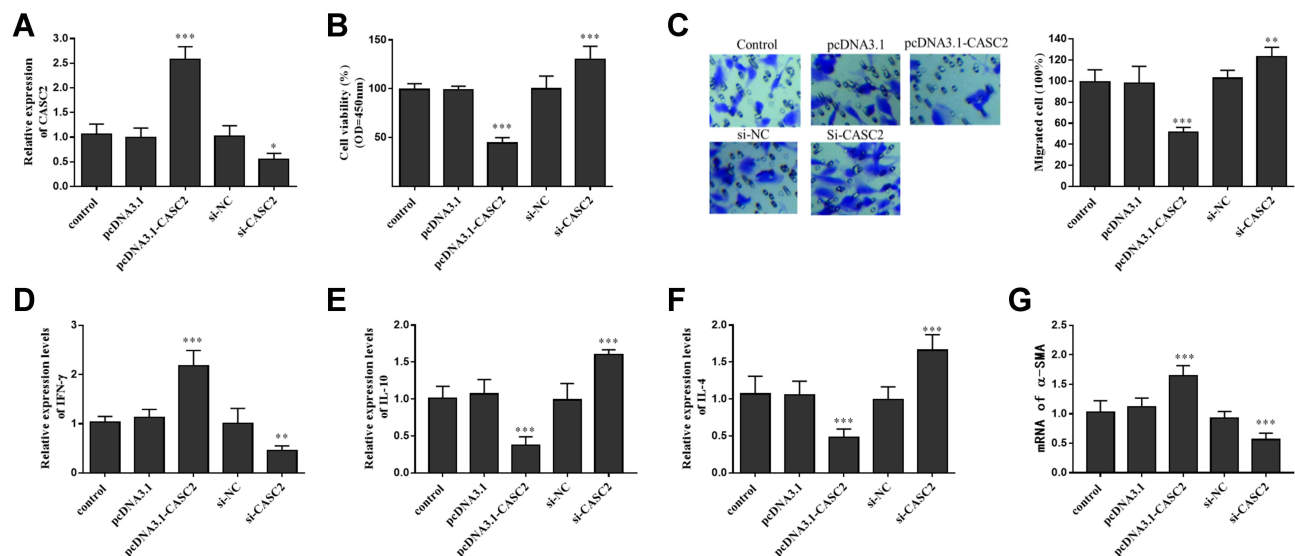 A
Relative expression
of CASC2
3.0
2.5
2.0
1.5
1.0
0.5
0.0
***
*
control
pcDNA3.1
pcDNA3.1-CASC2
si-NC
si-CASC2
B
Cell viability (%)
(OD=450nm)
150
100
50
***
***
control
pcDNA3.1
pcDNA3.1-CASC2
si-NC
si-CASC2
C
Control
pcDNA3.1
pcDNA3.1-CASC2
si-NC
Si-CASC2
Migrated cell (100%)
140
120
100
80
60
40
20
0
***
**
control
pcDNA3.1
pcDNA3.1-CASC2
si-NC
si-CASC2
D
Relative expression levels
of IFN-γ
3
2
1
0
***
**
control
pcDNA3.1
pcDNA3.1-CASC2
si-NC
si-CASC2
E
Relative expression levels
of IL-10
2.0
1.5
1.0
0.5
0.0
***
***
control
pcDNA3.1
pcDNA3.1-CASC2
si-NC
si-CASC2
F
Relative expression levels
of IL-4
2.0
1.5
1.0
0.5
0.0
***
***
control
pcDNA3.1
pcDNA3.1-CASC2
si-NC
si-CASC2
G
mRNA of α-SMA
2.5
2.0
1.5
1.0
0.5
0.0
***
***
control
pcDNA3.1
pcDNA3.1-CASC2
si-NC
si-CASC2